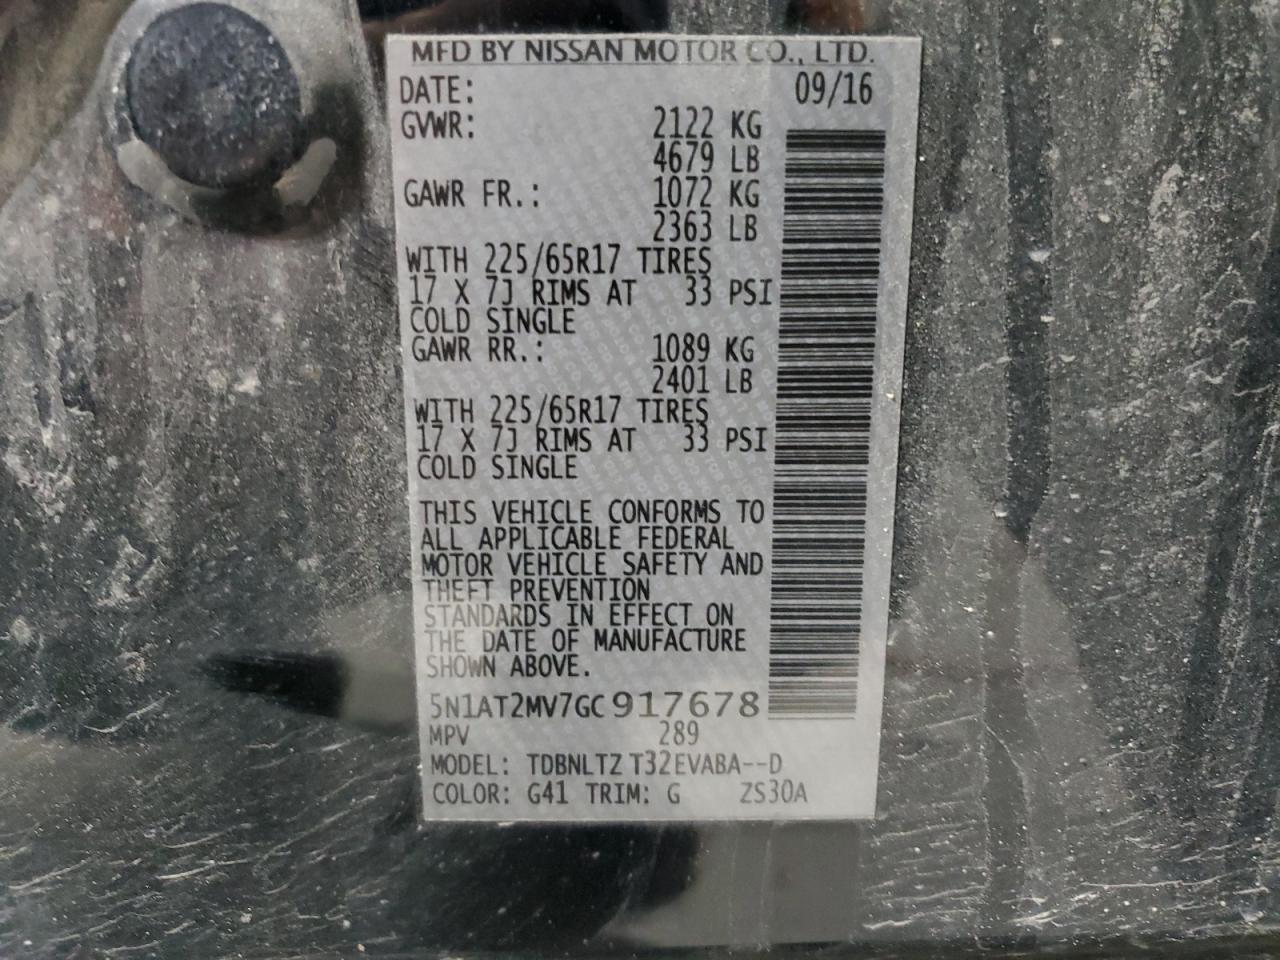 MFD BY NISSAN MOTOR CO., LTD.
DATE: 09/16
GVWR: 2122 KG
4679 LB
GAWR FR.: 1072 KG
2363 LB
WITH 225/65R17 TIRES
17 X 7J RIMS AT 33 PSI
COLD SINGLE
GAWR RR.: 1089 KG
2401 LB
WITH 225/65R17 TIRES
17 X 7J RIMS AT 33 PSI
COLD SINGLE
THIS VEHICLE CONFORMS TO
ALL APPLICABLE FEDERAL
MOTOR VEHICLE SAFETY AND
THEFT PREVENTION
STANDARDS IN EFFECT ON
THE DATE OF MANUFACTURE
SHOWN ABOVE.
5N1AT2MV7GC917678
MPV 289
MODEL: TDBNLTZ T32EVABA--D
COLOR: G41 TRIM: G ZS30A